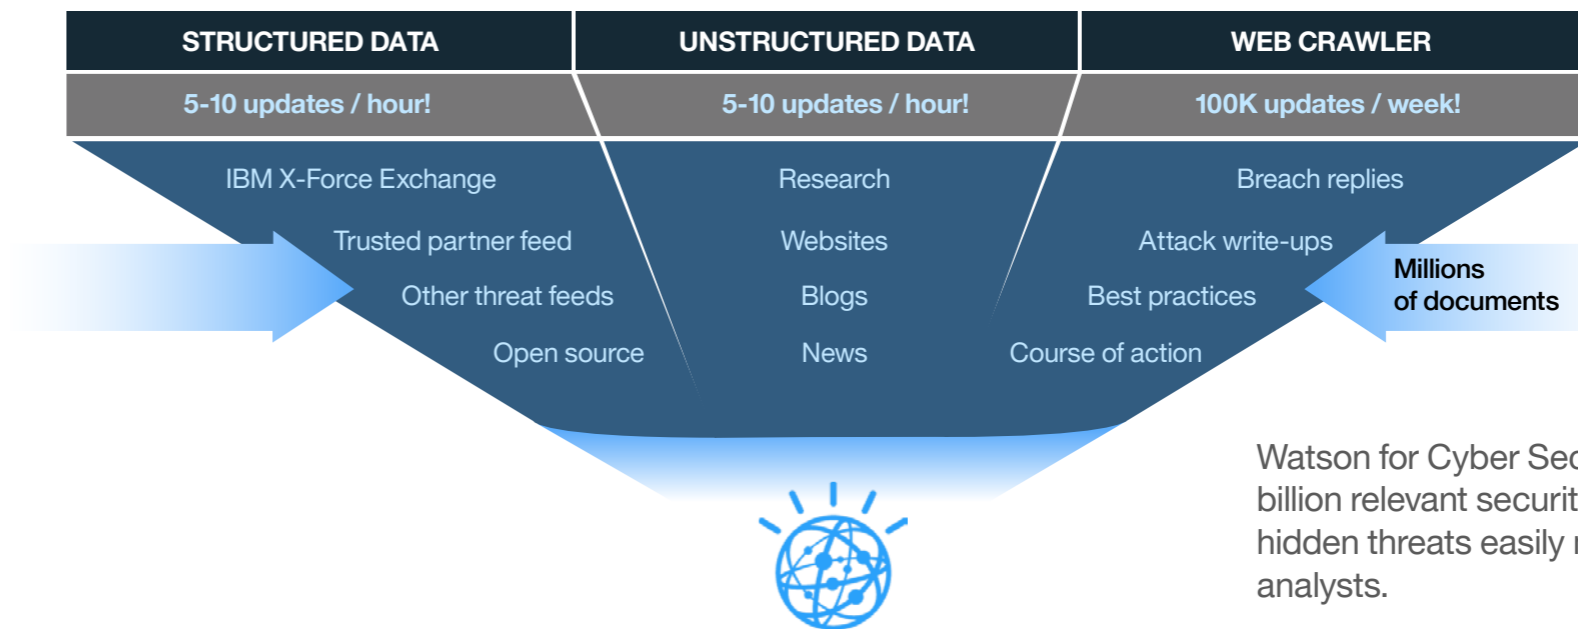 STRUCTURED DATA
UNSTRUCTURED DATA
WEB CRAWLER
5-10 updates / hour!
5-10 updates / hour!
100K updates / week!
IBM X-Force Exchange
Research
Breach replies
Trusted partner feed
Websites
Attack write-ups
Other threat feeds
Blogs
Best practices
Open source
News
Course of action
Millions
of documents
Watson for Cyber
billion relevant
hidden threats easily
analysts.